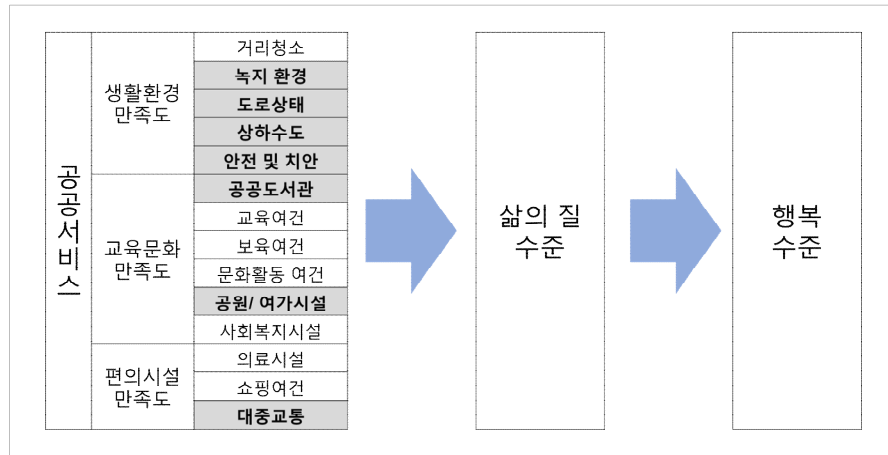 공공서비스
생활환경
만족도
거리청소
녹지 환경
도로상태
상하수도
안전 및 치안
교육문화
만족도
공공도서관
교육여건
보육여건
문화활동 여건
공원/ 여가시설
사회복지시설
편의시설
만족도
의료시설
쇼핑여건
대중교통
삶의 질
수준
행복
수준